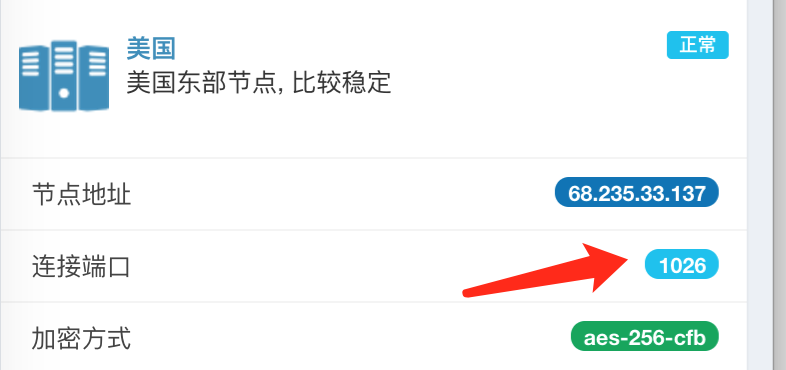 美国
正常
美国东部节点, 比较稳定
节点地址 68.235.33.137
连接端口 1026
加密方式 aes-256-cfb